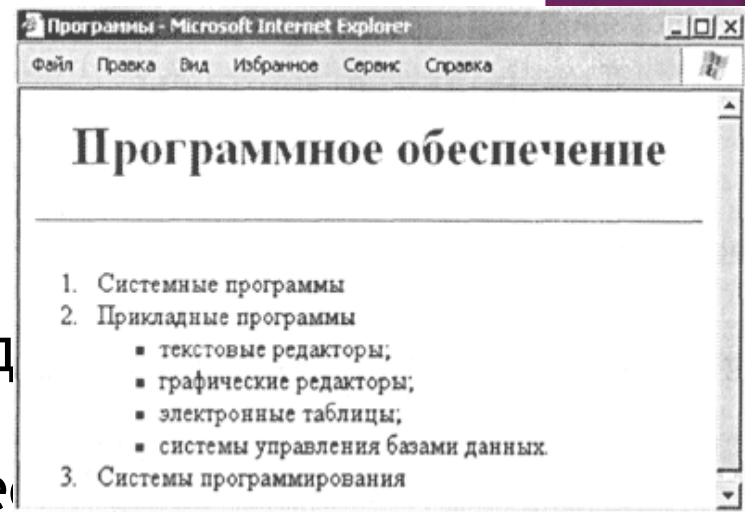 Программы - Microsoft Internet Explorer
Файл Правка Вид Избранное Сервис Справка
Программное обеспечение
1. Системные программы
2. Прикладные программы
▪ текстовые редакторы;
▪ графические редакторы;
▪ электронные таблицы;
▪ системы управления базами данных.
3. Системы программирования